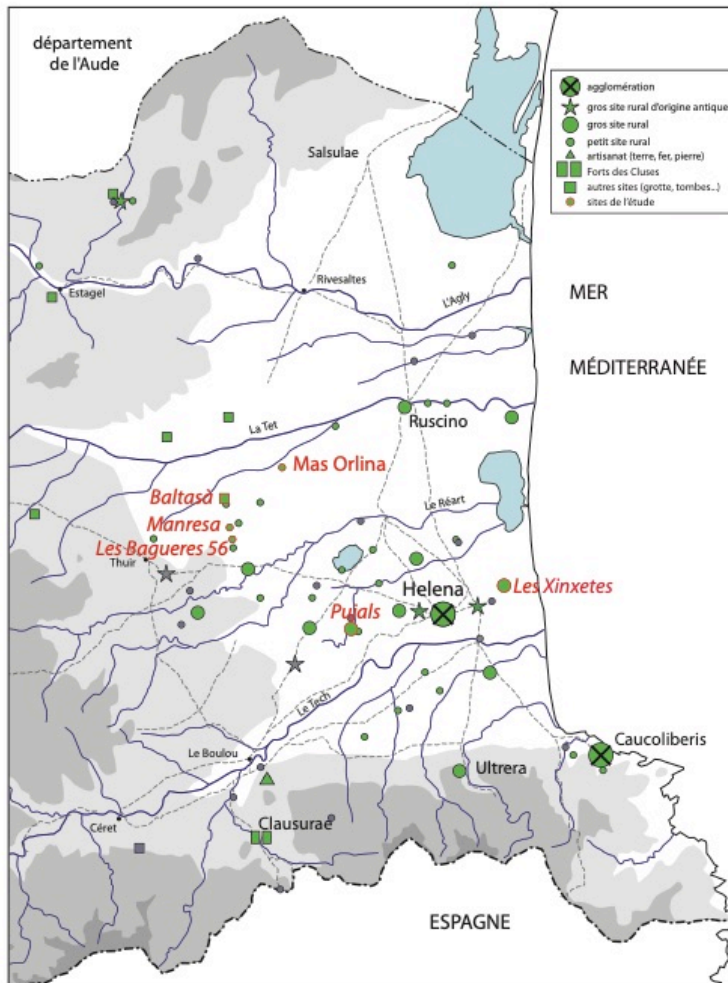 département
de l'Aude
agglomération
gros site rural d'origine antique
gros site rural
petit site rural
artisanat (terre, fer, pierre)
Forts des Cluses
autres sites (grotte, tombes...)
sites de l'étude
Salsulae
Rivesaltes
Estagel
L'Agly
MER
MÉDITERRANÉE
Ruscino
La Tet
Mas Orlina
Baltasà
Le Réart
Manresa
Les Bagueres 56
Thuir
Helena
Les Xinxetes
Pujals
Le Tech
Le Boulou
Caucoliberis
Ultrera
Céret
Clausurae
ESPAGNE